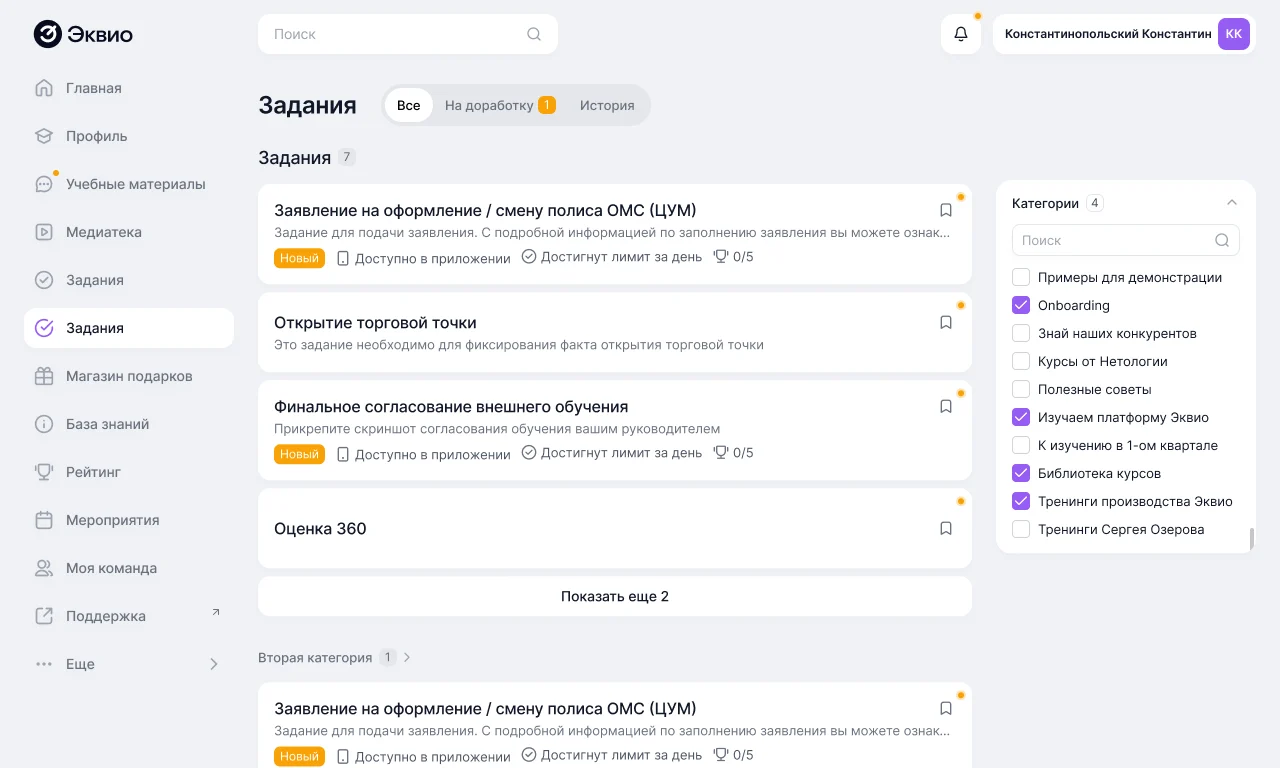 Эквио
Поиск
Константинопольский Константин
КК
Главная
Профиль
Учебные материалы
Медиатека
Задания
Задания
Магазин подарков
База знаний
Рейтинг
Мероприятия
Моя команда
Поддержка
Еще
Задания
Все
На доработку 1
История
Задания 7
Заявление на оформление / смену полиса ОМС (ЦУМ)
Задание для подачи заявления. С подробной информацией по заполнению заявления вы можете ознак...
Новый Доступно в приложении Достигнут лимит за день 0/5
Открытие торговой точки
Это задание необходимо для фиксирования факта открытия торговой точки
Финальное согласование внешнего обучения
Прикрепите скриншот согласования обучения вашим руководителем
Новый Доступно в приложении Достигнут лимит за день 0/5
Оценка 360
Показать еще 2
Вторая категория 1
Заявление на оформление / смену полиса ОМС (ЦУМ)
Задание для подачи заявления. С подробной информацией по заполнению заявления вы можете ознак...
Новый Доступно в приложении Достигнут лимит за день 0/5
Категории 4
Поиск
Примеры для демонстрации
Onboarding
Знай наших конкурентов
Курсы от Нетологии
Полезные советы
Изучаем платформу Эквио
К изучению в 1-ом квартале
Библиотека курсов
Тренинги производства Эквио
Тренинги Сергея Озерова